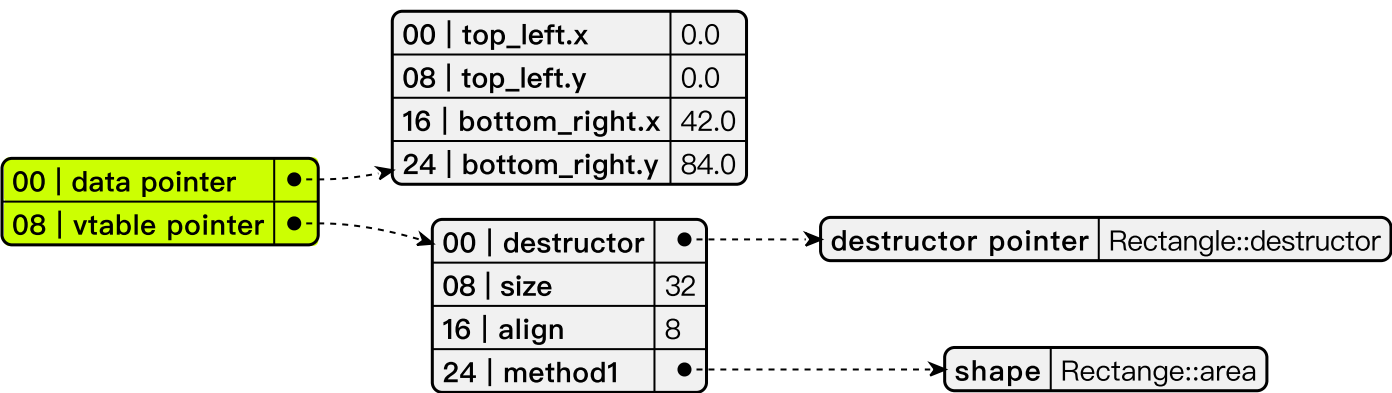 00 | top_left.x 0.0
08 | top_left.y 0.0
16 | bottom_right.x 42.0
24 | bottom_right.y 84.0
00 | data pointer
08 | vtable pointer
00 | destructor
08 | size 32
16 | align 8
24 | method1
destructor pointer Rectangle::destructor
shape Rectange::area